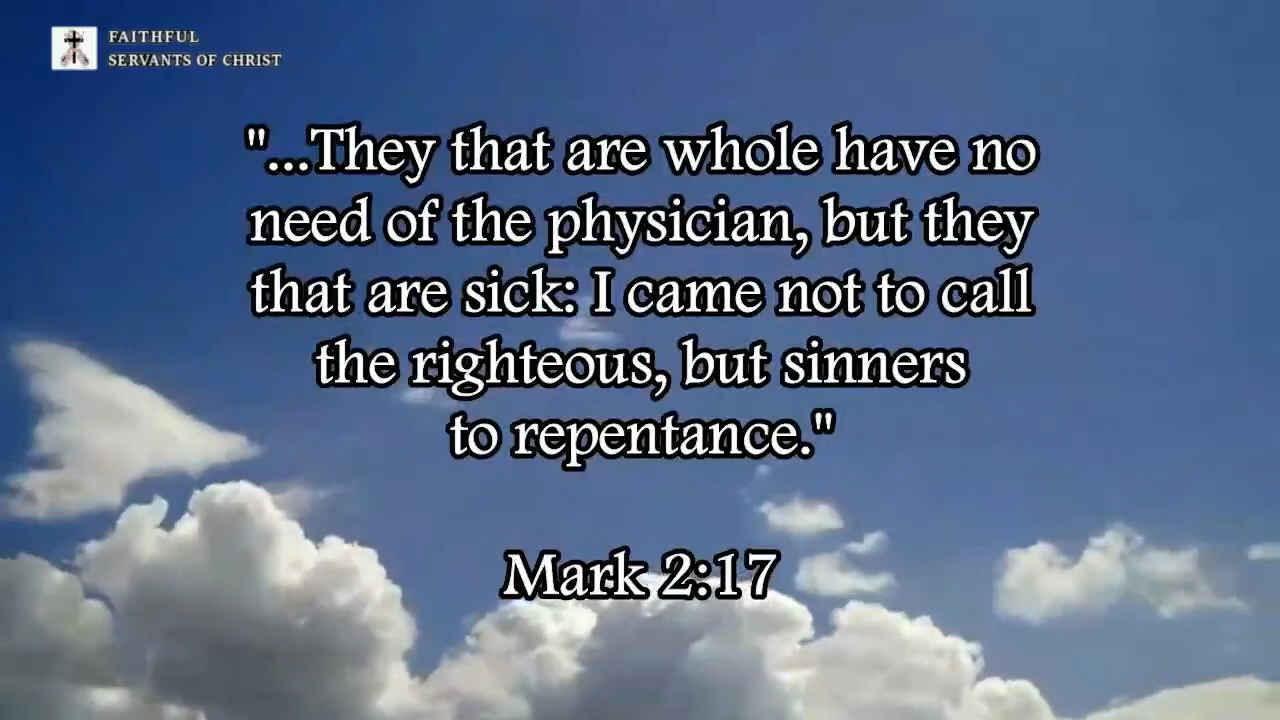 FAITHFUL
SERVANTS OF CHRIST
"...They that are whole have no
need of the physician, but they
that are sick: I came not to call
the righteous, but sinners
to repentance."
Mark 2:17